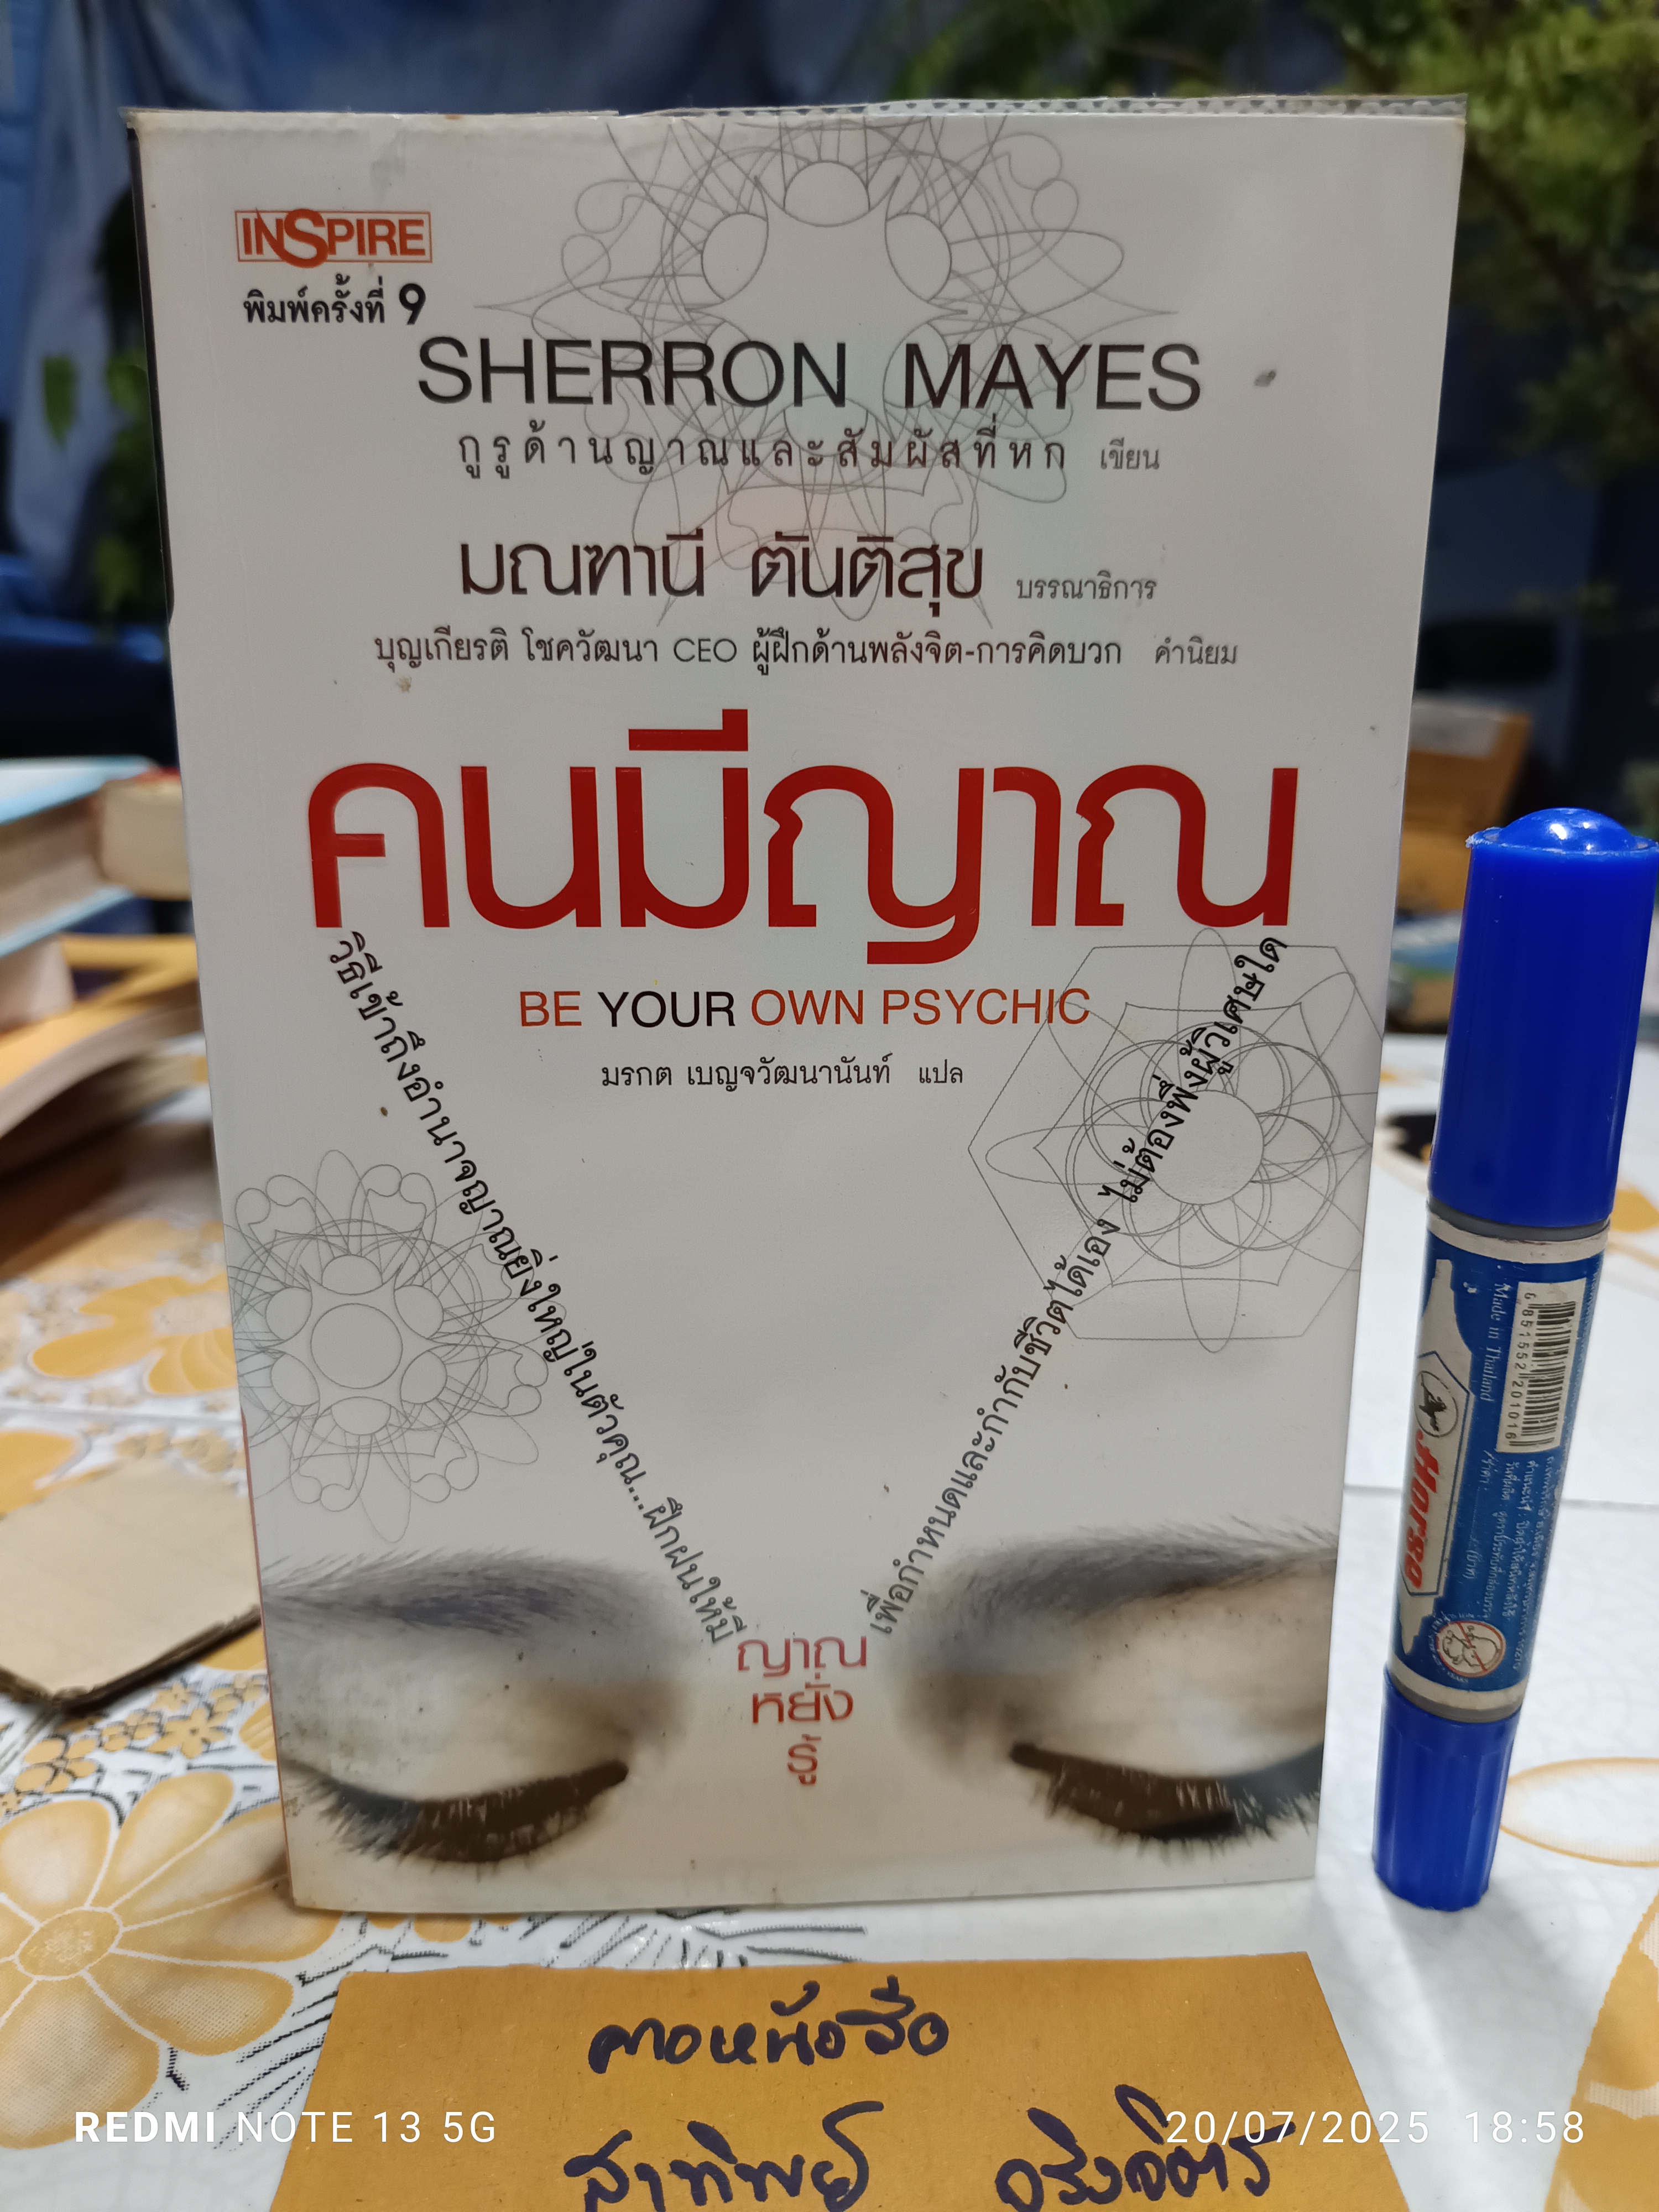 INSPIRE
พิมพ์ครั้งที่ 9
SHERRON MAYES
กูรูด้านญาณและสัมผัสที่หก เขียน
มณฑานี ตันติสุข บรรณาธิการ
บุญเกียรติ โชควัฒนา CEO ผู้ฝึกด้านพลังจิต-การคิดบวก คำนิยม
คนมีญาณ
BE YOUR OWN PSYCHIC
มรกต เบญจวัฒนานันท์ แปล
วิธีเข้าถึงอำนาจญาณยิ่งใหญ่ในตัวคุณ...ฝึกฝนให้มี
ญาณ
หยั่ง
รู้
เพื่อกำหนดและกำกับชีวิตได้เอง ไม่ต้องพึ่งผู้วิเศษใด
Made in Thailand
6 851552 201016
Horse
สาทิพย์
REDMI NOTE 13 5G
20/07/2025 18:58